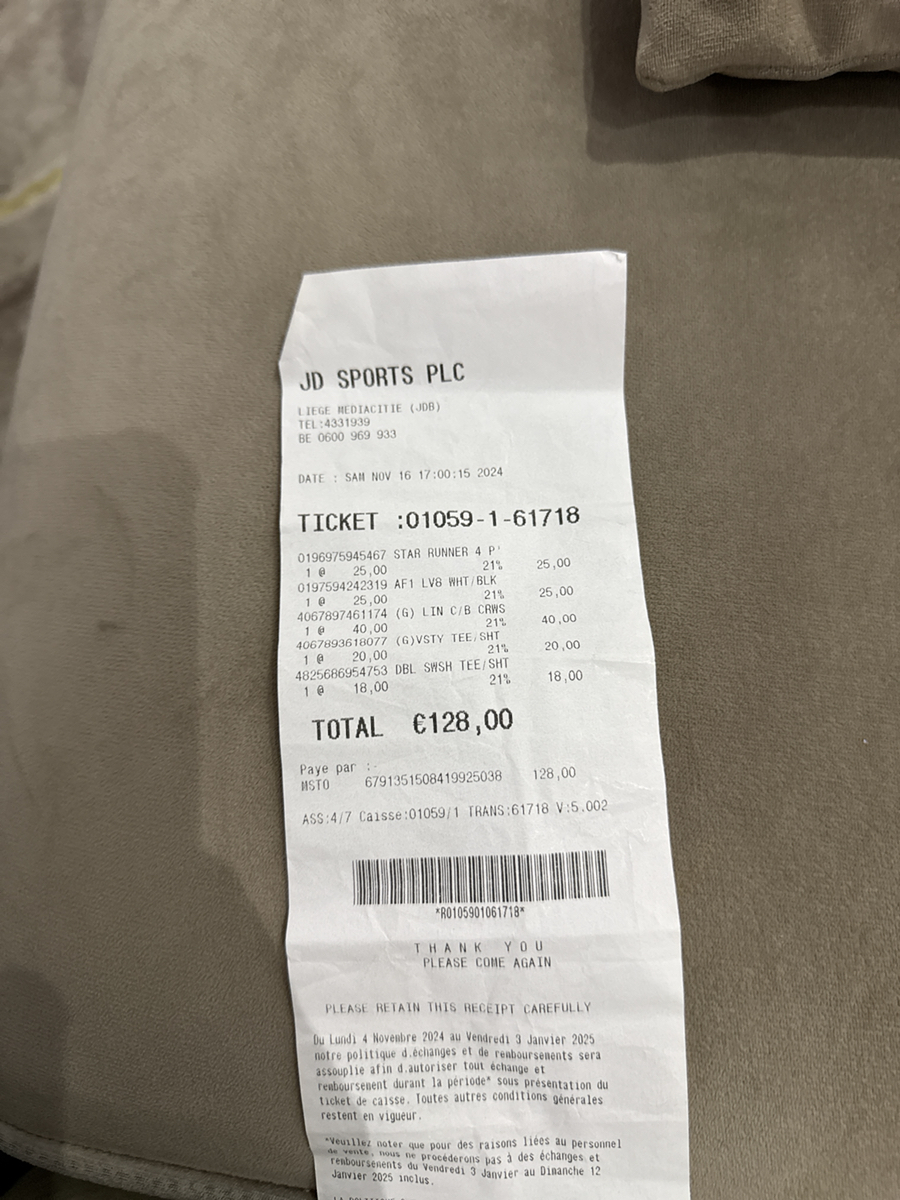 JD SPORTS PLC
LIEGE MEDIACITIE (JDB)
TEL:4331939
BE 0600 969 933
DATE : SAM NOV 16 17:00:15 2024
TICKET :01059-1-61718
0196975945467 STAR RUNNER 4 P'
1 @ 25,00 21% 25,00
0197594242319 AF1 LV8 WHT/BLK
1 @ 25,00 21% 25,00
4067897461174 (G) LIN C/B CRWS
1 @ 40,00 21% 40,00
4067893618077 (G)VSTY TEE/SHT
1 @ 20,00 21% 20,00
4825686954753 DBL SWSH TEE/SHT
1 @ 18,00 21% 18,00
TOTAL €128,00
Paye par :-
MSTO 6791351508419925038 128,00
ASS:4/7 Caisse:01059/1 TRANS:61718 V:5.002
*R0105901061718*
THANK YOU
PLEASE COME AGAIN
PLEASE RETAIN THIS RECEIPT CAREFULLY
Du Lundi 4 Novembre 2024 au Vendredi 3 Janvier 2025
notre politique d.échanges et de remboursements sera
assouplie afin d.autoriser tout échange et
remboursement durant la période* sous présentation du
ticket de caisse. Toutes autres conditions générales
restent en vigueur.
*Veuillez noter que pour des raisons liées au personnel
de vente, nous ne procéderons pas à des échanges et
remboursements du Vendredi 3 Janvier au Dimanche 12
Janvier 2025 inclus.